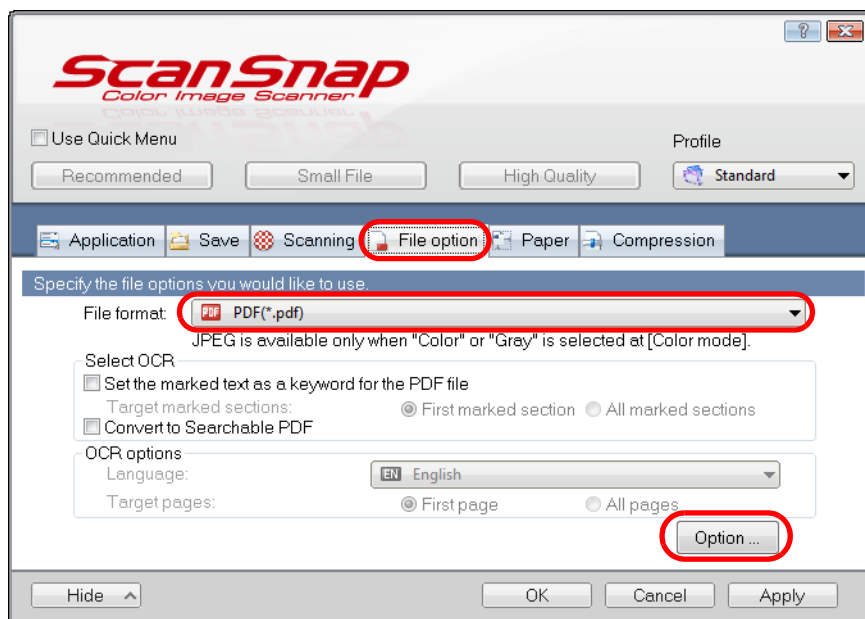 ScanSnap
Color Image Scanner
Use Quick Menu
Profile
Recommended Small File High Quality Standard
Application Save Scanning File option Paper Compression
Specify the file options you would like to use.
File format: PDF PDF(*.pdf)
JPEG is available only when "Color" or "Gray" is selected at [Color mode].
Select OCR
Set the marked text as a keyword for the PDF file
Target marked sections: First marked section All marked sections
Convert to Searchable PDF
OCR options
Language: EN English
Target pages: First page All pages
Option ...
Hide OK Cancel Apply